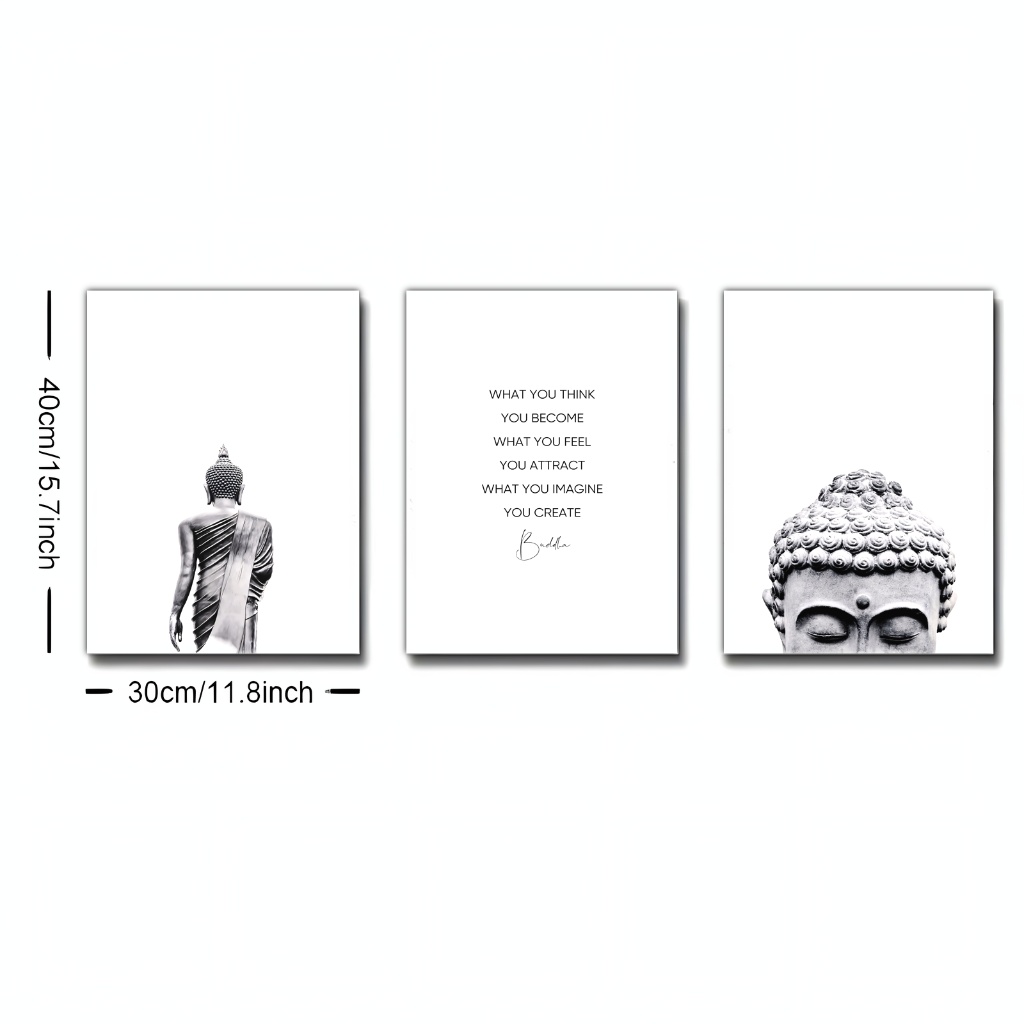 40cm/15.7inch
WHAT YOU THINK
YOU BECOME
WHAT YOU FEEL
YOU ATTRACT
WHAT YOU IMAGINE
YOU CREATE
Buddha
30cm/11.8inch